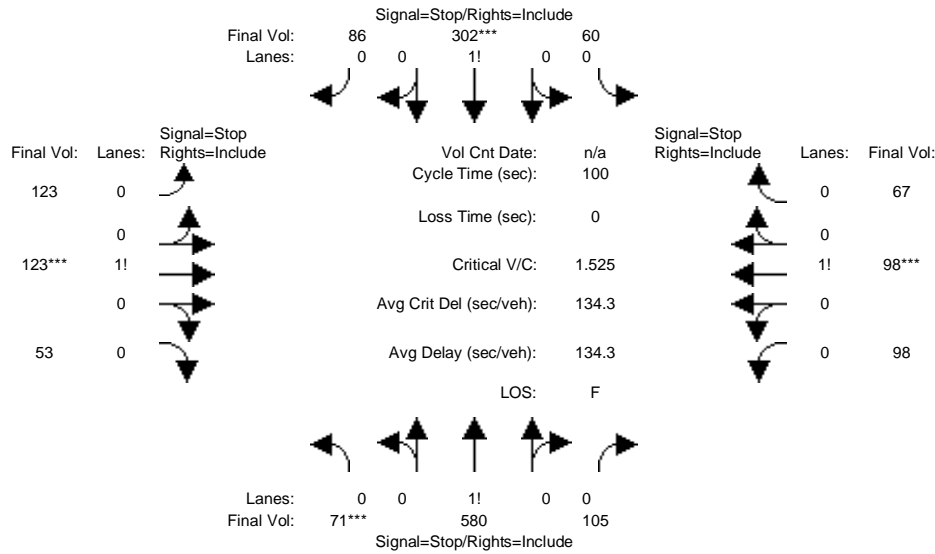 Signal=Stop/Rights=Include
Final Vol: 86 302*** 60
Lanes: 0 0 1! 0 0
Signal=Stop
Final Vol: Lanes: Rights=Include
Vol Cnt Date: n/a
Signal=Stop
Rights=Include Lanes: Final Vol:
Cycle Time (sec): 100
123 0
0 67
Loss Time (sec): 0
0
0
123*** 1!
Critical V/C: 1.525
1! 98***
0
Avg Crit Del (sec/veh): 134.3
0
53 0
Avg Delay (sec/veh): 134.3
0 98
LOS: F
Lanes: 0 0 1! 0 0
Final Vol: 71*** 580 105
Signal=Stop/Rights=Include